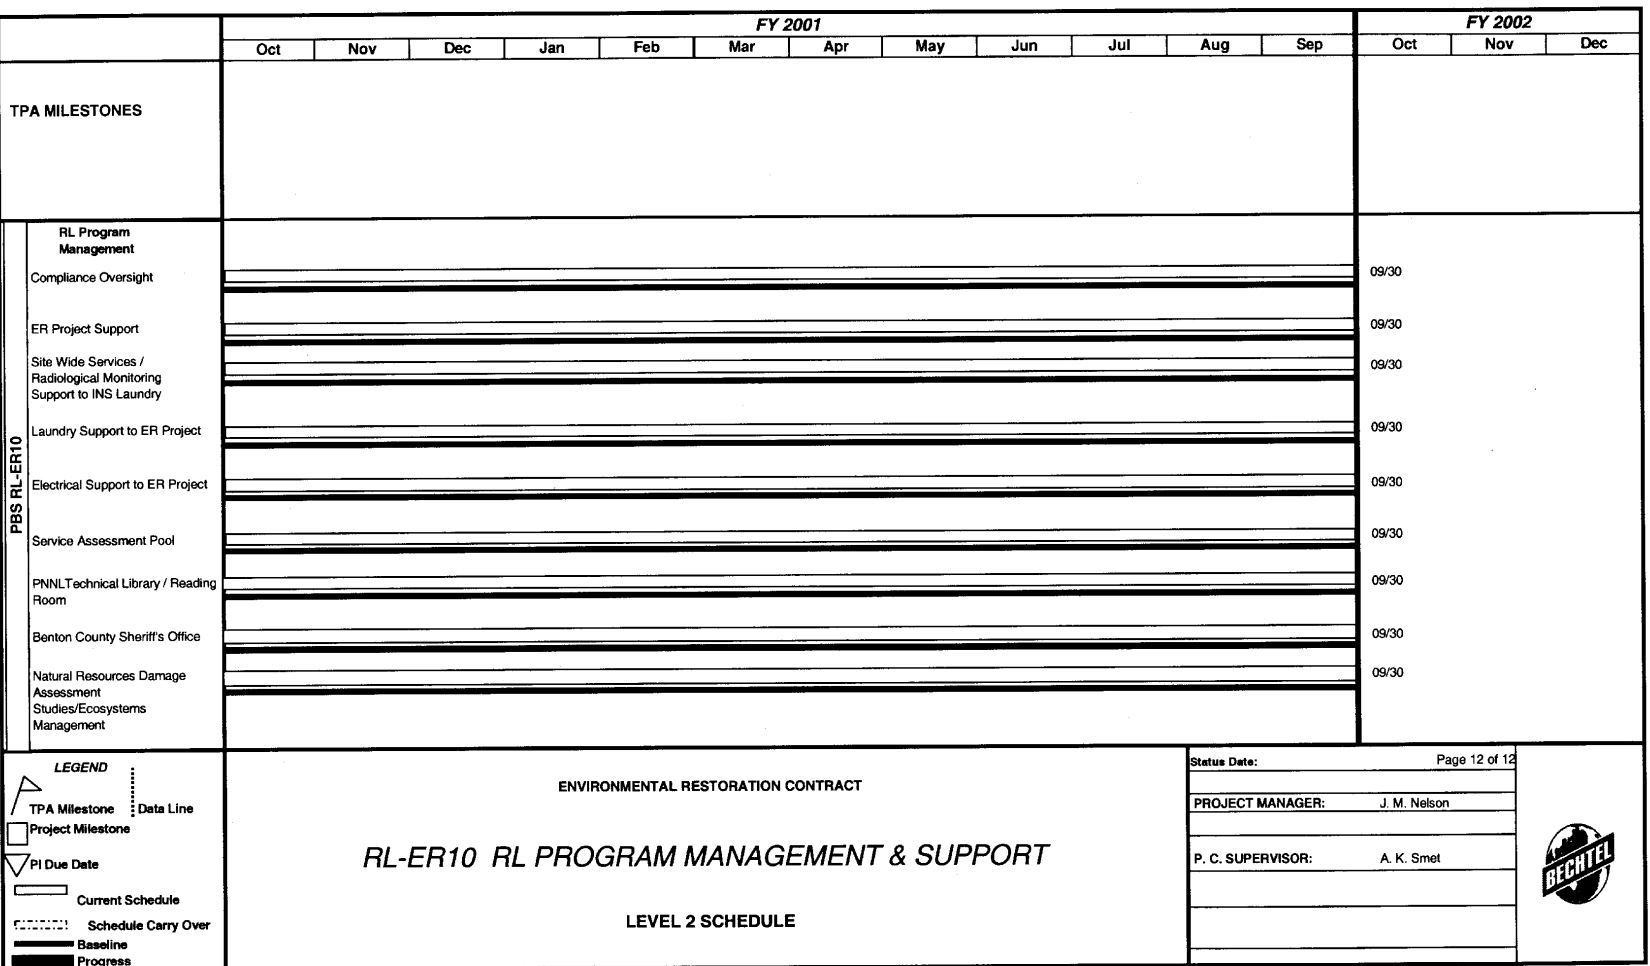 FY 2001 FY 2002
Oct Nov Dec Jan Feb Mar Apr May Jun Jul Aug Sep Oct Nov Dec
TPA MILESTONES
PBS RL-ER10
RL Program
Management
Compliance Oversight 09/30
ER Project Support 09/30
Site Wide Services / 09/30
Radiological Monitoring
Support to INS Laundry
Laundry Support to ER Project 09/30
Electrical Support to ER Project 09/30
Service Assessment Pool 09/30
PNNLTechnical Library / Reading 09/30
Room
Benton County Sheriff's Office 09/30
Natural Resources Damage 09/30
Assessment
Studies/Ecosystems
Management
LEGEND
TPA Milestone Data Line
Project Milestone
PI Due Date
Current Schedule
Schedule Carry Over
Baseline
Progress
ENVIRONMENTAL RESTORATION CONTRACT
RL-ER10 RL PROGRAM MANAGEMENT & SUPPORT
LEVEL 2 SCHEDULE
Status Date: Page 12 of 12
PROJECT MANAGER: J. M. Nelson
P. C. SUPERVISOR: A. K. Smet
BECHTEL